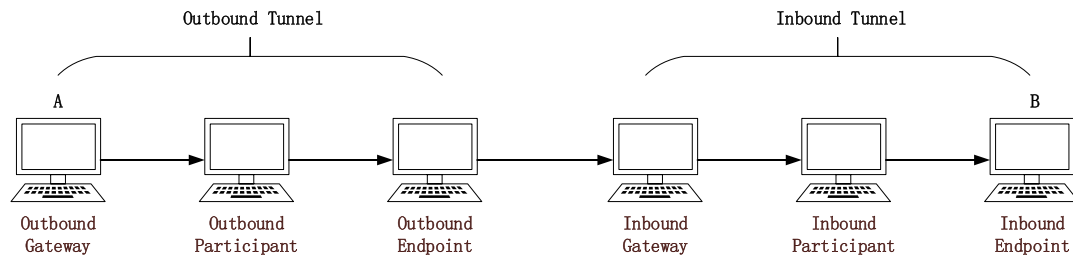 Outbound Tunnel
Inbound Tunnel
A
B
Outbound
Gateway
Outbound
Participant
Outbound
Endpoint
Inbound
Gateway
Inbound
Participant
Inbound
Endpoint